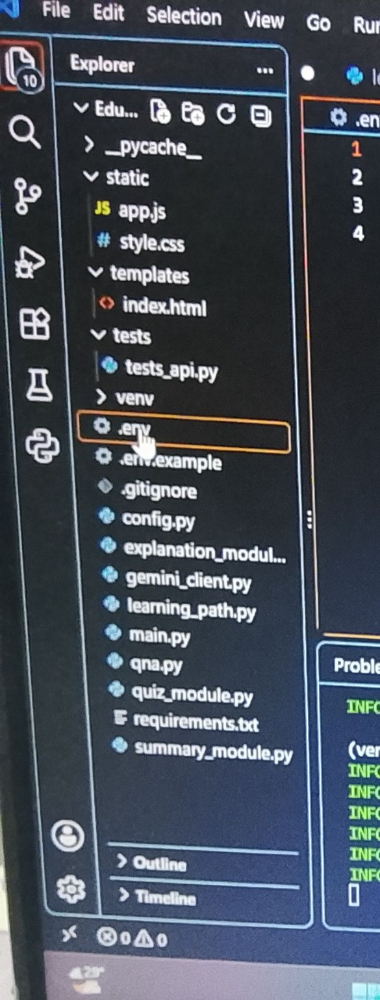 File Edit Selection View Go Run
10
Explorer ...
Edu...
__pycache__
static
JS app.js
# style.css
templates
<> index.html
tests
tests_api.py
venv
.env
.env.example
.gitignore
config.py
explanation_modul...
gemini_client.py
learning_path.py
main.py
qna.py
quiz_module.py
requirements.txt
summary_module.py
Outline
Timeline
0 0
29°
.en
1
2
3
4
Proble
INFO
(ven
INFO
INFO
INFO
INFO
INFO
INFO